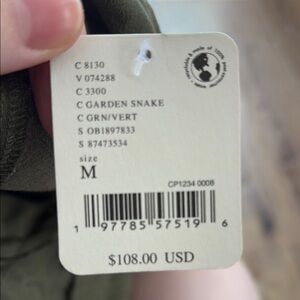 C 8130
V 074288
C 3300
C GARDEN SNAKE
C GRN/VERT
S OB1897833
S 87473534
size
M
CP1234 0008
1 97785 57519 6
$108.00 USD